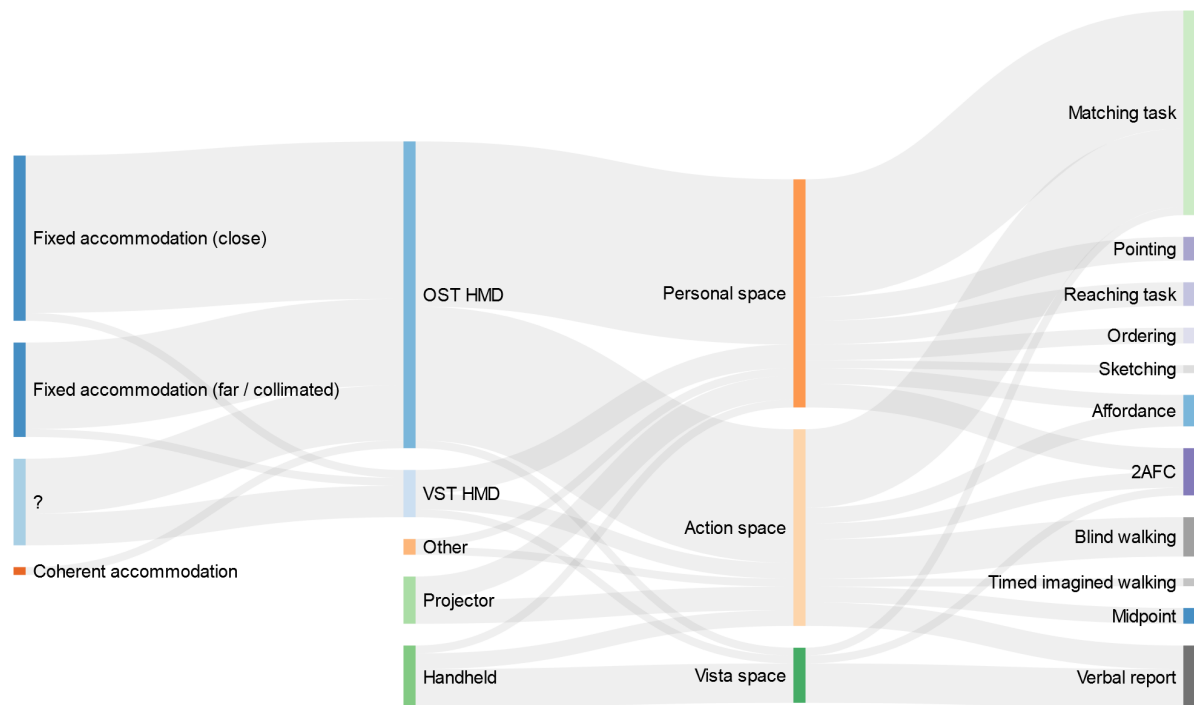 Fixed accommodation (close)
Fixed accommodation (far / collimated)
?
Coherent accommodation
OST HMD
VST HMD
Other
Projector
Handheld
Personal space
Action space
Vista space
Matching task
Pointing
Reaching task
Ordering
Sketching
Affordance
2AFC
Blind walking
Timed imagined walking
Midpoint
Verbal report